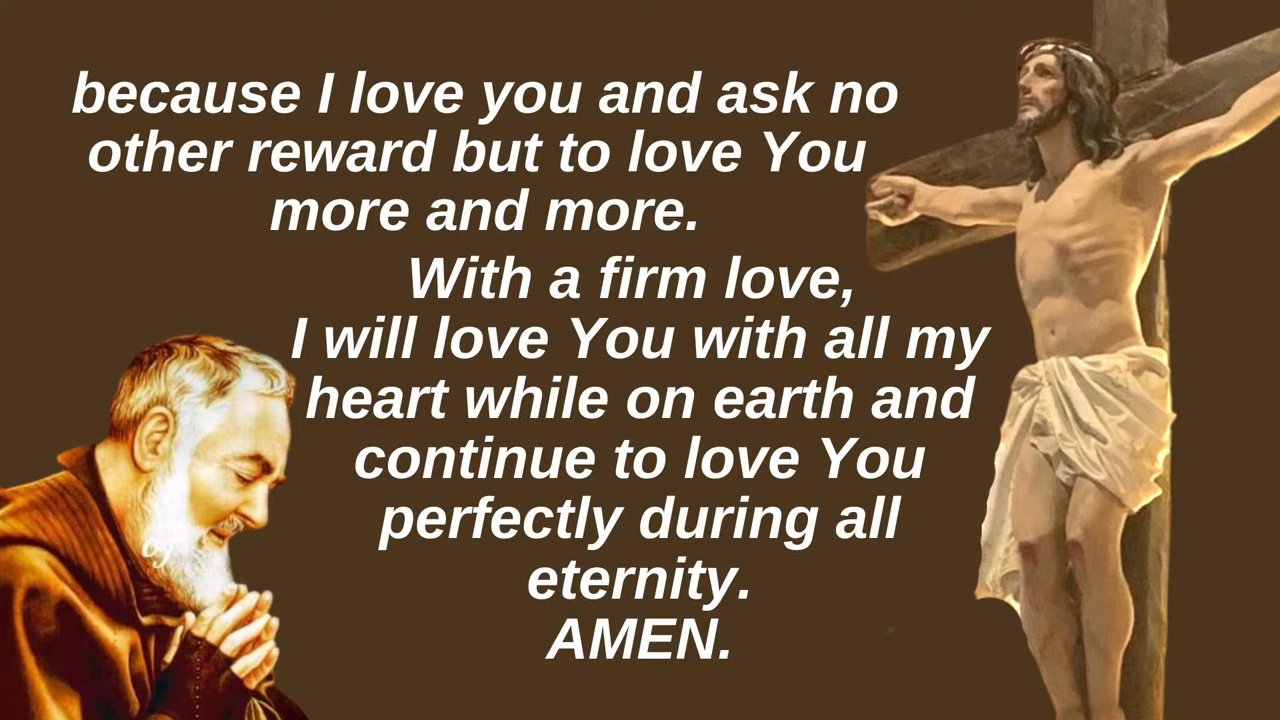 because I love you and ask no
other reward but to love You
more and more.
With a firm love,
I will love You with all my
heart while on earth and
continue to love You
perfectly during all
eternity.
AMEN.